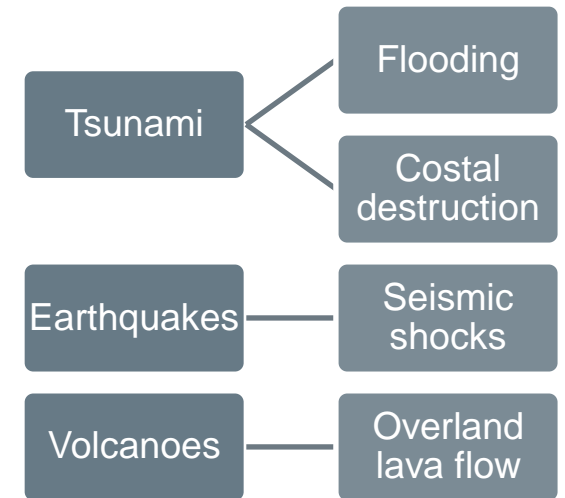 Tsunami
Flooding
Costal
destruction
Earthquakes
Seismic
shocks
Volcanoes
Overland
lava flow